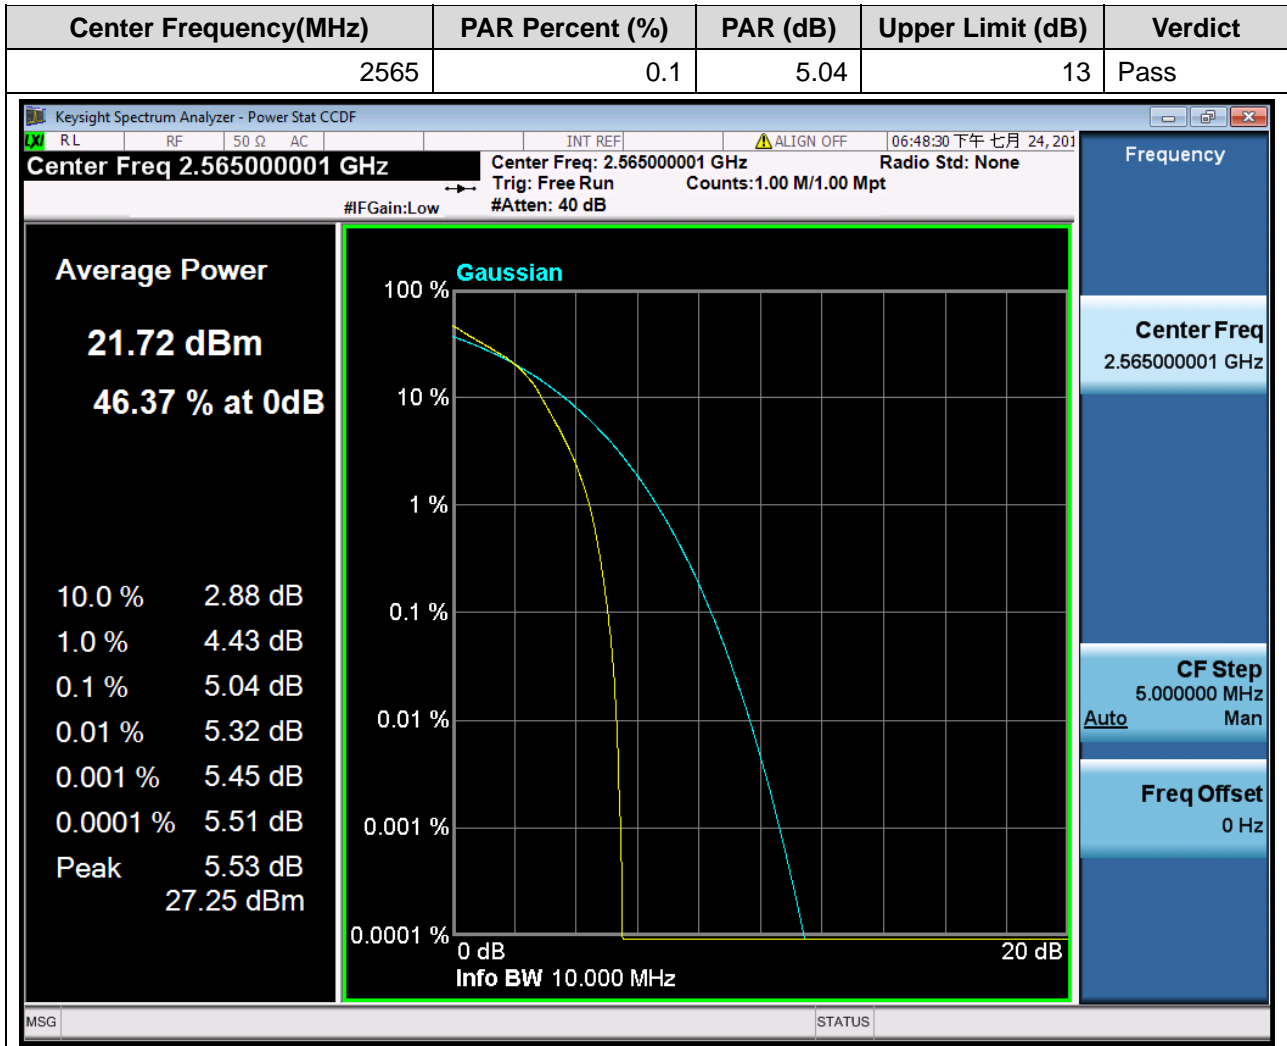 Center Frequency(MHz) PAR Percent (%) PAR (dB) Upper Limit (dB) Verdict
2565 0.1 5.04 13 Pass
Keysight Spectrum Analyzer - Power Stat CCDF
LXI RL RF 50 Ω AC INT REF ALIGN OFF 06:48:30 下午 七月 24, 201
Center Freq 2.565000001 GHz
Center Freq: 2.565000001 GHz Radio Std: None
Trig: Free Run Counts:1.00 M/1.00 Mpt
#IFGain:Low #Atten: 40 dB
Average Power
21.72 dBm
46.37 % at 0dB
10.0 % 2.88 dB
1.0 % 4.43 dB
0.1 % 5.04 dB
0.01 % 5.32 dB
0.001 % 5.45 dB
0.0001 % 5.51 dB
Peak 5.53 dB
27.25 dBm
Gaussian
100 %
10 %
1 %
0.1 %
0.01 %
0.001 %
0.0001 %
0 dB 20 dB
Info BW 10.000 MHz
Frequency
Center Freq
2.565000001 GHz
CF Step
5.000000 MHz
Auto Man
Freq Offset
0 Hz
MSG STATUS